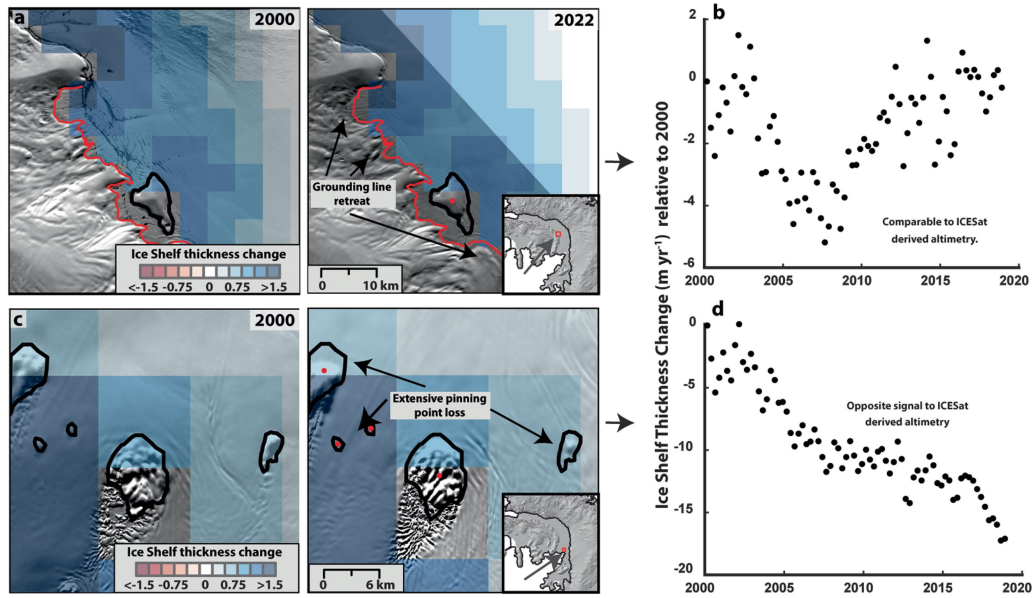 a
2000
2022
Grounding line
retreat
Ice Shelf thickness change
<-1.5 -0.75 0 0.75 >1.5
0 10 km
b
2
0
-2
-4
-6
2000 2005 2010 2015 2020
Comparable to ICESat
derived altimetry.
Ice Shelf Thickness Change (m yr⁻¹) relative to 2000
c
2000
Extensive pinning
point loss
Ice Shelf thickness change
<-1.5 -0.75 0 0.75 >1.5
0 6 km
d
0
-5
-10
-15
-20
2000 2005 2010 2015 2020
Opposite signal to ICESat
derived altimetry